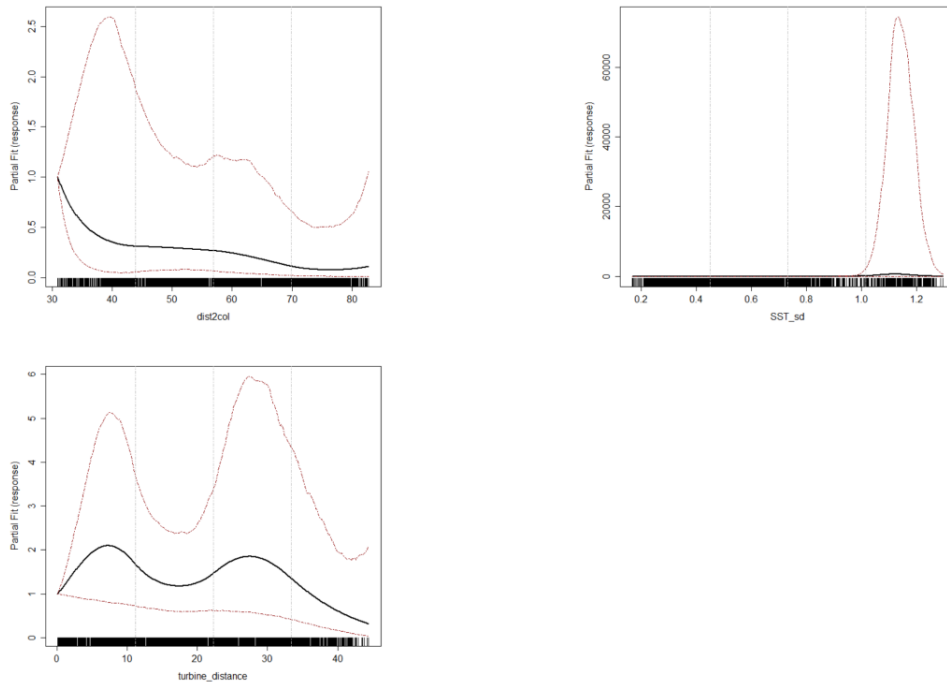 Partial Fit (response)
2.5
2.0
1.5
1.0
0.5
0.0
30 40 50 60 70 80
dist2col
Partial Fit (response)
60000
40000
20000
0
0.2 0.4 0.6 0.8 1.0 1.2
SST_sd
Partial Fit (response)
6
5
4
3
2
1
0
0 10 20 30 40
turbine_distance